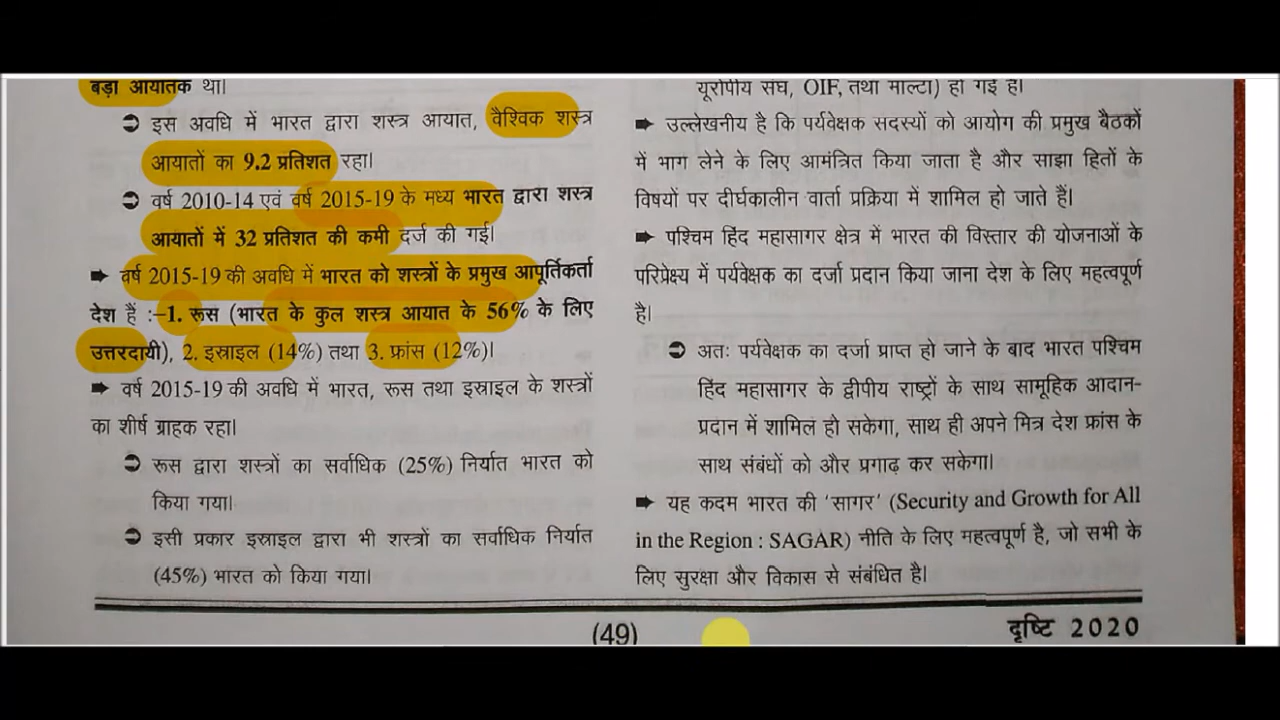 बड़ा आयातक था।
➲ इस अवधि में भारत द्वारा शस्त्र आयात, वैश्विक शस्त्र
आयातों का 9.2 प्रतिशत रहा।
➲ वर्ष 2010-14 एवं वर्ष 2015-19 के मध्य भारत द्वारा शस्त्र
आयातों में 32 प्रतिशत की कमी दर्ज की गई।
➨ वर्ष 2015-19 की अवधि में भारत को शस्त्रों के प्रमुख आपूर्तिकर्ता
देश हैं :–1. रूस (भारत के कुल शस्त्र आयात के 56% के लिए
उत्तरदायी), 2. इस्राइल (14%) तथा 3. फ्रांस (12%)।
➨ वर्ष 2015-19 की अवधि में भारत, रूस तथा इस्राइल के शस्त्रों
का शीर्ष ग्राहक रहा।
➲ रूस द्वारा शस्त्रों का सर्वाधिक (25%) निर्यात भारत को
किया गया।
➲ इसी प्रकार इस्राइल द्वारा भी शस्त्रों का सर्वाधिक निर्यात
(45%) भारत को किया गया।
यूरोपीय संघ, OIF, तथा माल्टा) हो गई है।
➨ उल्लेखनीय है कि पर्यवेक्षक सदस्यों को आयोग की प्रमुख बैठकों
में भाग लेने के लिए आमंत्रित किया जाता है और साझा हितों के
विषयों पर दीर्घकालीन वार्ता प्रक्रिया में शामिल हो जाते हैं।
➨ पश्चिम हिंद महासागर क्षेत्र में भारत की विस्तार की योजनाओं के
परिप्रेक्ष्य में पर्यवेक्षक का दर्जा प्रदान किया जाना देश के लिए महत्वपूर्ण
है।
➲ अतः पर्यवेक्षक का दर्जा प्राप्त हो जाने के बाद भारत पश्चिम
हिंद महासागर के द्वीपीय राष्ट्रों के साथ सामूहिक आदान-
प्रदान में शामिल हो सकेगा, साथ ही अपने मित्र देश फ्रांस के
साथ संबंधों को और प्रगाढ़ कर सकेगा।
➨ यह कदम भारत की 'सागर' (Security and Growth for All
in the Region : SAGAR) नीति के लिए महत्वपूर्ण है, जो सभी के
लिए सुरक्षा और विकास से संबंधित है।
(49)
दृष्टि 2020